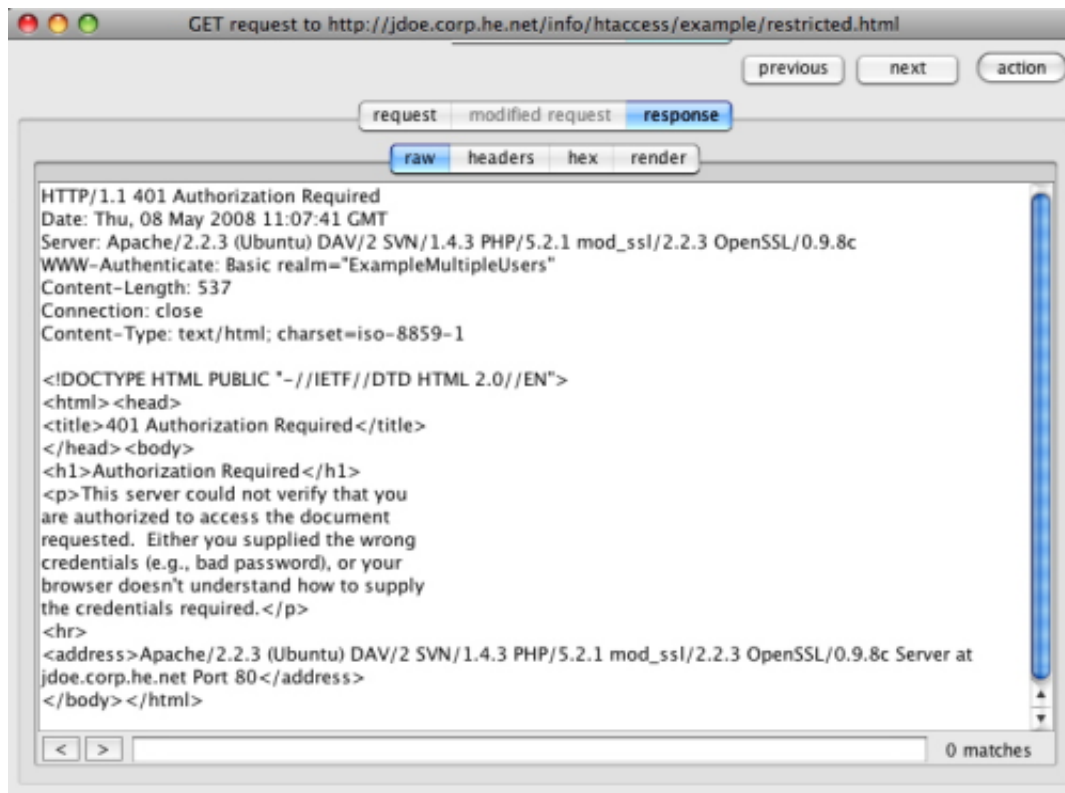 GET request to http://jdoe.corp.he.net/info/htaccess/example/restricted.html
previous next action
request modified request response
raw headers hex render
HTTP/1.1 401 Authorization Required
Date: Thu, 08 May 2008 11:07:41 GMT
Server: Apache/2.2.3 (Ubuntu) DAV/2 SVN/1.4.3 PHP/5.2.1 mod_ssl/2.2.3 OpenSSL/0.9.8c
WWW-Authenticate: Basic realm="ExampleMultipleUsers"
Content-Length: 537
Connection: close
Content-Type: text/html; charset=iso-8859-1

<!DOCTYPE HTML PUBLIC "-//IETF//DTD HTML 2.0//EN">
<html><head>
<title>401 Authorization Required</title>
</head><body>
<h1>Authorization Required</h1>
<p>This server could not verify that you
are authorized to access the document
requested.  Either you supplied the wrong
credentials (e.g., bad password), or your
browser doesn't understand how to supply
the credentials required.</p>
<hr>
<address>Apache/2.2.3 (Ubuntu) DAV/2 SVN/1.4.3 PHP/5.2.1 mod_ssl/2.2.3 OpenSSL/0.9.8c Server at
jdoe.corp.he.net Port 80</address>
</body></html>
< > 0 matches